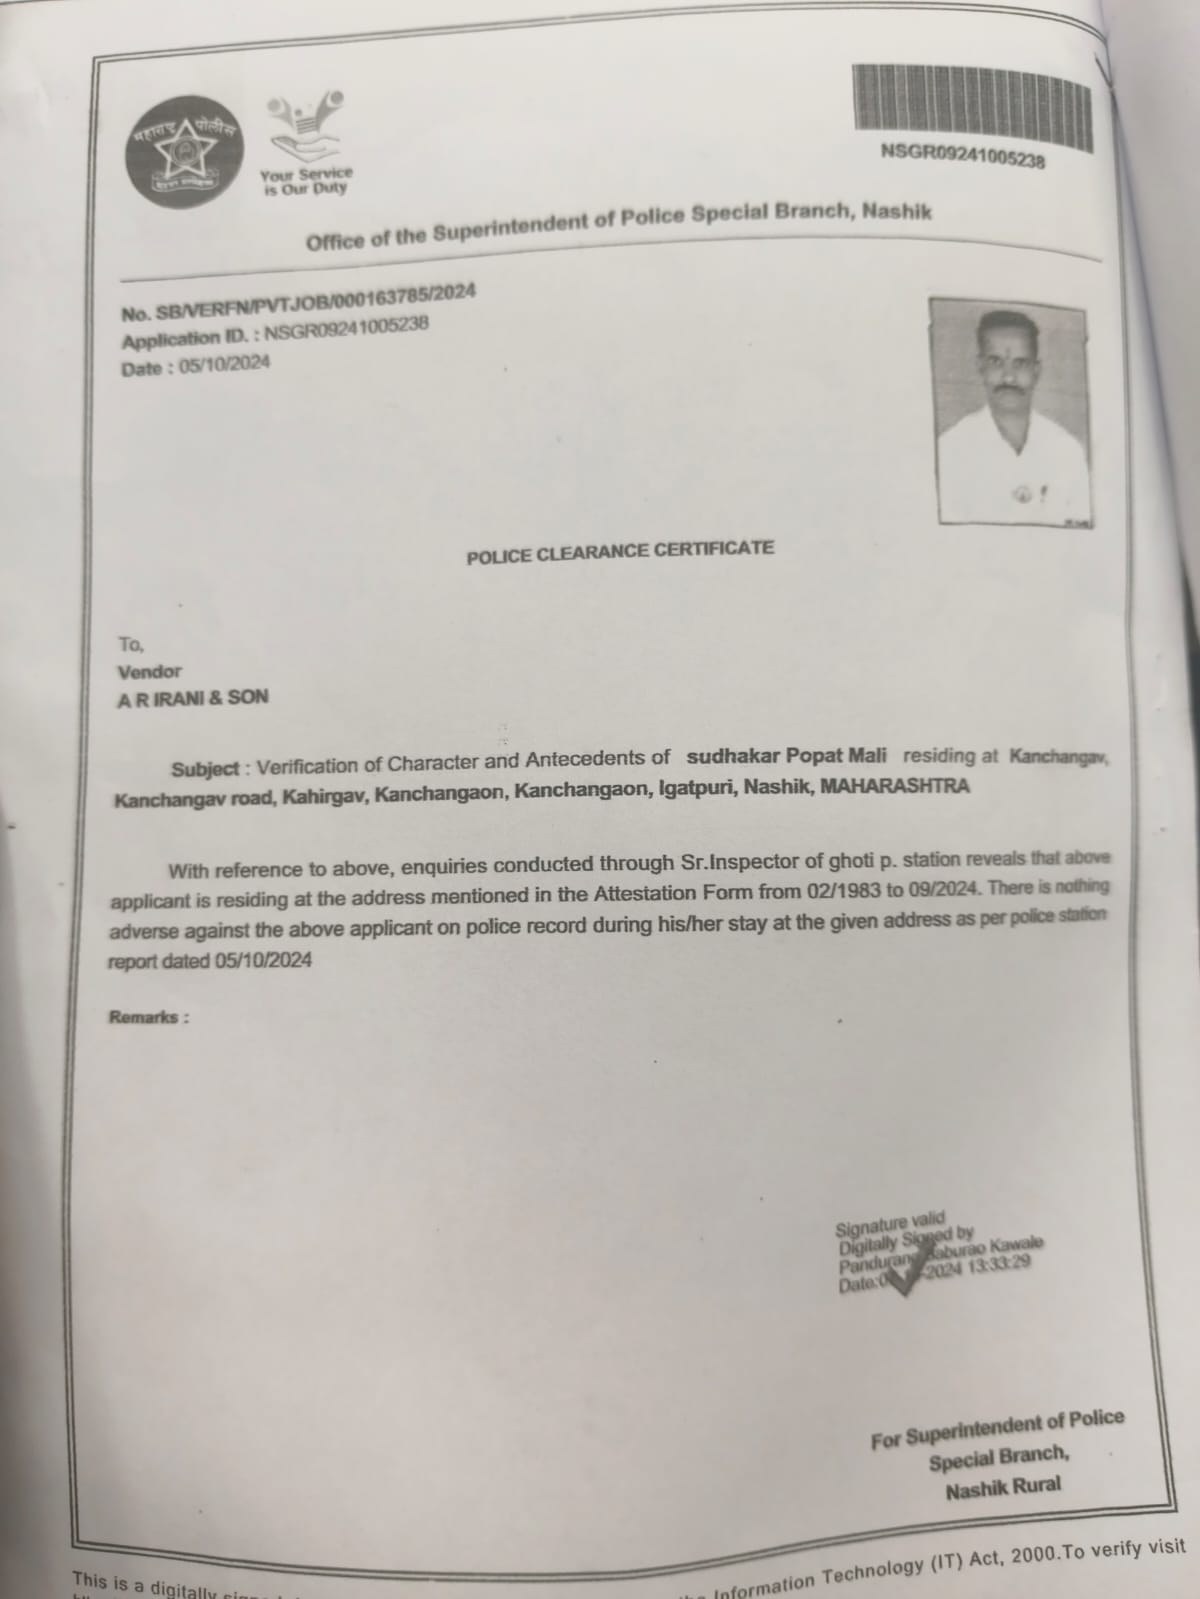 महाराष्ट्र पोलीस
Your Service
is Our Duty
NSGR09241005238
Office of the Superintendent of Police Special Branch, Nashik
No. SB/VERFN/PVTJOB/000163785/2024
Application ID. : NSGR09241005238
Date : 05/10/2024
POLICE CLEARANCE CERTIFICATE
To,
Vendor
A R IRANI & SON
Subject : Verification of Character and Antecedents of sudhakar Popat Mali residing at Kanchangav,
Kanchangav road, Kahirgav, Kanchangaon, Kanchangaon, Igatpuri, Nashik, MAHARASHTRA
With reference to above, enquiries conducted through Sr.Inspector of ghoti p. station reveals that above
applicant is residing at the address mentioned in the Attestation Form from 02/1983 to 09/2024. There is nothing
adverse against the above applicant on police record during his/her stay at the given address as per police station
report dated 05/10/2024
Remarks :
Signature valid
Digitally Signed by
Pandurang Baburao Kawale
-2024 13:33:29
For Superintendent of Police
Special Branch,
Nashik Rural
This is a digitally Information Technology (IT) Act, 2000.To verify visit